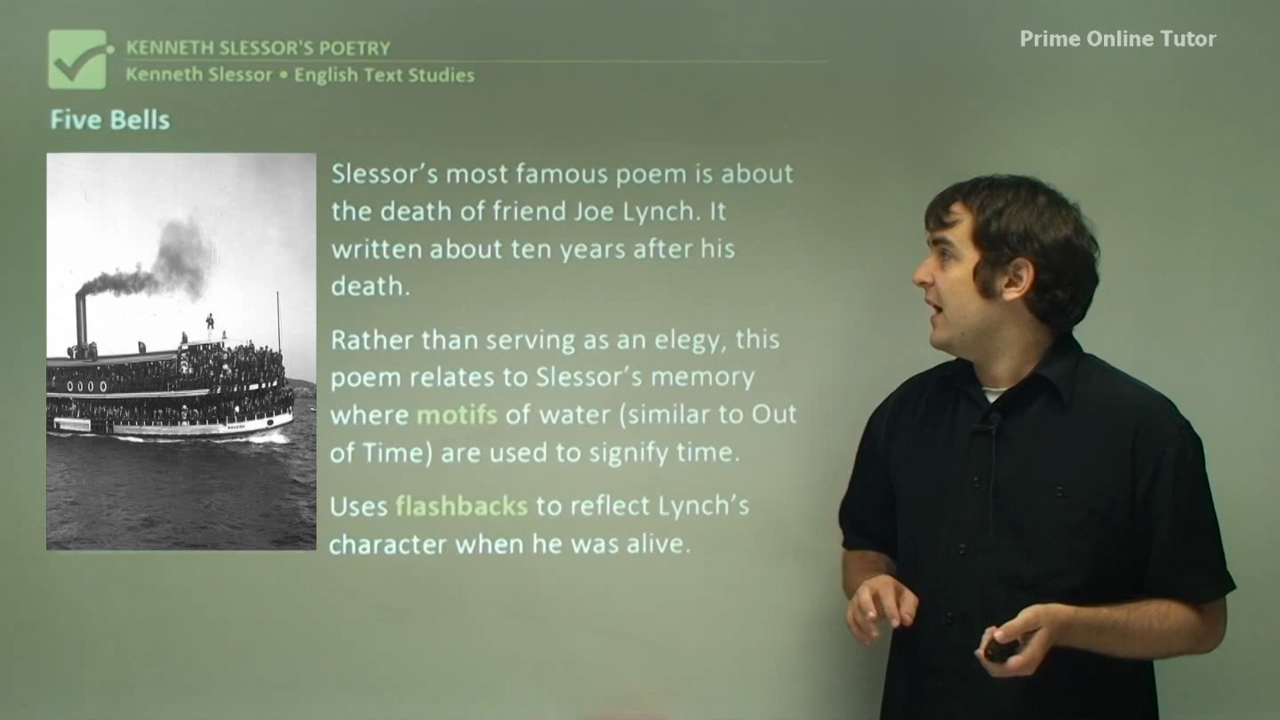 KENNETH SLESSOR'S POETRY
Kenneth Slessor • English Text Studies
Prime Online Tutor
Five Bells
Slessor's most famous poem is about
the death of friend Joe Lynch. It
written about ten years after his
death.
Rather than serving as an elegy, this
poem relates to Slessor's memory
where motifs of water (similar to Out
of Time) are used to signify time.
Uses flashbacks to reflect Lynch's
character when he was alive.